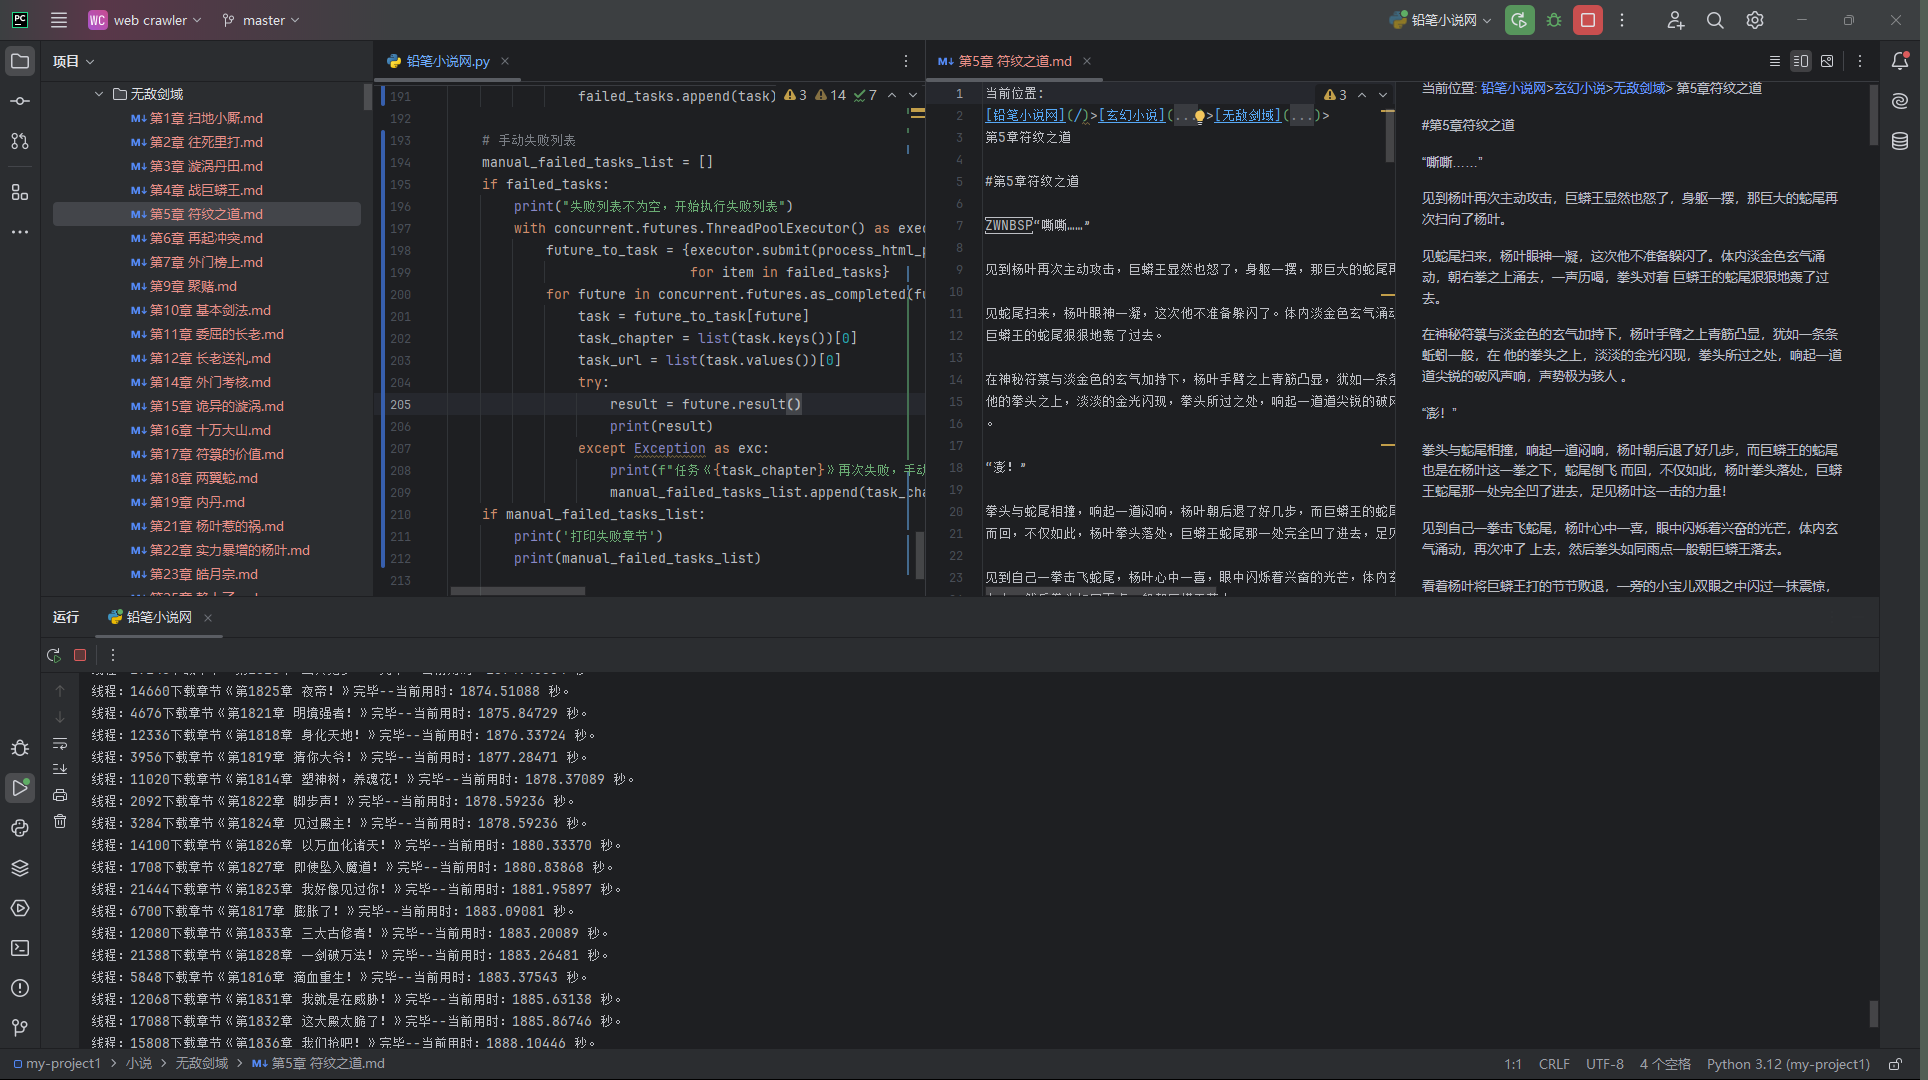 PC
WC web crawler
master
铅笔小说网
项目
铅笔小说网.py
M↓ 第5章 符纹之道.md
无敌剑域
M↓ 第1章 扫地小厮.md
M↓ 第2章 往死里打.md
M↓ 第3章 漩涡丹田.md
M↓ 第4章 战巨蟒王.md
M↓ 第5章 符纹之道.md
M↓ 第6章 再起冲突.md
M↓ 第7章 外门榜上.md
M↓ 第9章 聚赌.md
M↓ 第10章 基本剑法.md
M↓ 第11章 委屈的长老.md
M↓ 第12章 长老送礼.md
M↓ 第14章 外门考核.md
M↓ 第15章 诡异的漩涡.md
M↓ 第16章 十万大山.md
M↓ 第17章 符箓的价值.md
M↓ 第18章 两翼蛇.md
M↓ 第19章 内丹.md
M↓ 第21章 杨叶惹的祸.md
M↓ 第22章 实力暴增的杨叶.md
M↓ 第23章 皓月宗.md
3 14 7
191 failed_tasks.append(task)
192
193 # 手动失败列表
194 manual_failed_tasks_list = []
195 if failed_tasks:
196 print("失败列表不为空，开始执行失败列表")
197 with concurrent.futures.ThreadPoolExecutor() as exe
198 future_to_task = {executor.submit(process_html_p
199 for item in failed_tasks}
200 for future in concurrent.futures.as_completed(fu
201 task = future_to_task[future]
202 task_chapter = list(task.keys())[0]
203 task_url = list(task.values())[0]
204 try:
205 result = future.result()
206 print(result)
207 except Exception as exc:
208 print(f"任务《{task_chapter}》再次失败，手动
209 manual_failed_tasks_list.append(task_cha
210 if manual_failed_tasks_list:
211 print('打印失败章节')
212 print(manual_failed_tasks_list)
213
3
1 当前位置:
2 [铅笔小说网](/)>[玄幻小说](...)>[无敌剑域](...)>
3 第5章符纹之道
4
5 #第5章符纹之道
6
7 ZWNBSP“嘶嘶……”
8
9 见到杨叶再次主动攻击，巨蟒王显然也怒了，身躯一摆，那巨大的蛇尾再
10
11 见蛇尾扫来，杨叶眼神一凝，这次他不准备躲闪了。体内淡金色玄气涌动
12 巨蟒王的蛇尾狠狠地轰了过去。
13
14 在神秘符箓与淡金色的玄气加持下，杨叶手臂之上青筋凸显，犹如一条条
15 他的拳头之上，淡淡的金光闪现，拳头所过之处，响起一道道尖锐的破风
16 。
17
18 “澎！”
19
20 拳头与蛇尾相撞，响起一道闷响，杨叶朝后退了好几步，而巨蟒王的蛇尾
21 而回，不仅如此，杨叶拳头落处，巨蟒王蛇尾那一处完全凹了进去，足见
22
23 见到自己一拳击飞蛇尾，杨叶心中一喜，眼中闪烁着兴奋的光芒，体内玄
当前位置: 铅笔小说网>玄幻小说>无敌剑域> 第5章符纹之道
#第5章符纹之道
“嘶嘶……”
见到杨叶再次主动攻击，巨蟒王显然也怒了，身躯一摆，那巨大的蛇尾再
次扫向了杨叶。
见蛇尾扫来，杨叶眼神一凝，这次他不准备躲闪了。体内淡金色玄气涌
动，朝右拳之上涌去，一声历喝，拳头对着 巨蟒王的蛇尾狠狠地轰了过
去。
在神秘符箓与淡金色的玄气加持下，杨叶手臂之上青筋凸显，犹如一条条
蚯蚓一般，在 他的拳头之上，淡淡的金光闪现，拳头所过之处，响起一道
道尖锐的破风声响，声势极为骇人 。
“澎！”
拳头与蛇尾相撞，响起一道闷响，杨叶朝后退了好几步，而巨蟒王的蛇尾
也是在杨叶这一拳之下，蛇尾倒飞 而回，不仅如此，杨叶拳头落处，巨蟒
王蛇尾那一处完全凹了进去，足见杨叶这一击的力量！
见到自己一拳击飞蛇尾，杨叶心中一喜，眼中闪烁着兴奋的光芒，体内玄
气涌动，再次冲了 上去，然后拳头如同雨点一般朝巨蟒王落去。
看着杨叶将巨蟒王打的节节败退，一旁的小宝儿双眼之中闪过一抹震惊，
运行
铅笔小说网
线程：14660下载章节《第1825章 夜帝！》完毕--当前用时：1874.51088 秒。
线程：4676下载章节《第1821章 明境强者！》完毕--当前用时：1875.84729 秒。
线程：12336下载章节《第1818章 身化天地！》完毕--当前用时：1876.33724 秒。
线程：3956下载章节《第1819章 猜你大爷！》完毕--当前用时：1877.28471 秒。
线程：11020下载章节《第1814章 塑神树，养魂花！》完毕--当前用时：1878.37089 秒。
线程：2092下载章节《第1822章 脚步声！》完毕--当前用时：1878.59236 秒。
线程：3284下载章节《第1824章 见过殿主！》完毕--当前用时：1878.59236 秒。
线程：14100下载章节《第1826章 以万血化诸天！》完毕--当前用时：1880.33370 秒。
线程：1708下载章节《第1827章 即使坠入魔道！》完毕--当前用时：1880.83868 秒。
线程：21444下载章节《第1823章 我好像见过你！》完毕--当前用时：1881.95897 秒。
线程：6700下载章节《第1817章 膨胀了！》完毕--当前用时：1883.09081 秒。
线程：12080下载章节《第1833章 三大古修者！》完毕--当前用时：1883.20089 秒。
线程：21388下载章节《第1828章 一剑破万法！》完毕--当前用时：1883.26481 秒。
线程：5848下载章节《第1816章 滴血重生！》完毕--当前用时：1883.37543 秒。
线程：12068下载章节《第1831章 我就是在威胁！》完毕--当前用时：1885.63138 秒。
线程：17088下载章节《第1832章 这大殿太脆了！》完毕--当前用时：1885.86746 秒。
线程：15808下载章节《第1836章 我们抢吧！》完毕--当前用时：1888.10446 秒。
my-project1 > 小说 > 无敌剑域 > M↓ 第5章 符纹之道.md
1:1 CRLF UTF-8 4 个空格 Python 3.12 (my-project1)